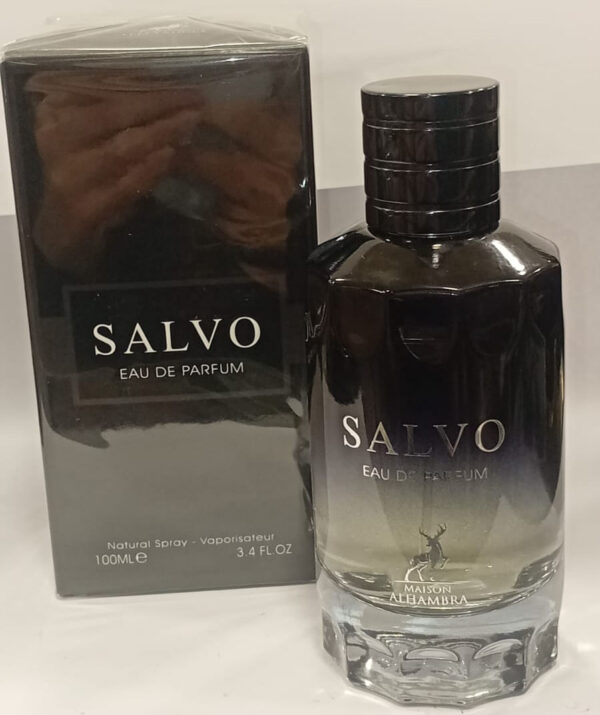 SALVO
EAU DE PARFUM
Natural Spray - Vaporisateur
100MLe 3.4 FL.OZ
SALVO
EAU DE PARFUM
MAISON
ALHAMBRA